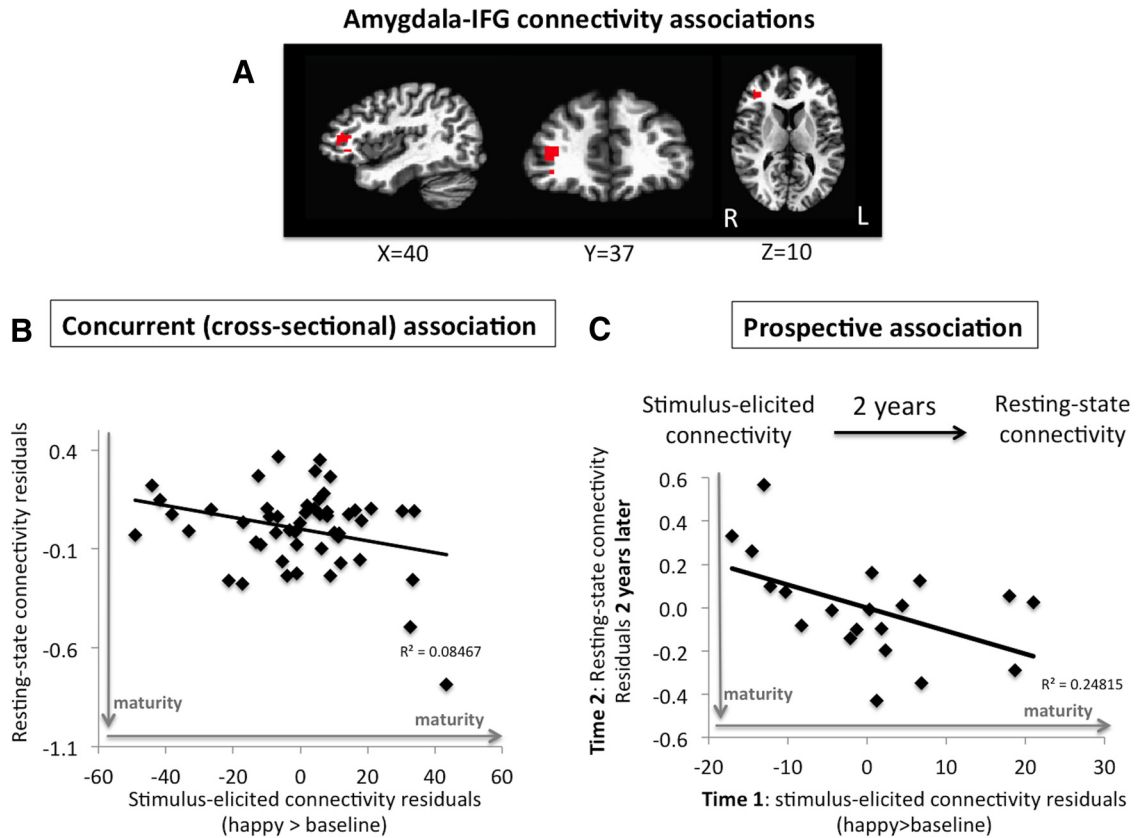 Amygdala-IFG connectivity associations
A
R
L
X=40
Y=37
Z=10
B
Concurrent (cross-sectional) association
Resting-state connectivity residuals
0.4
-0.1
-0.6
-1.1
R² = 0.08467
maturity
maturity
-60
-40
-20
0
20
40
60
Stimulus-elicited connectivity residuals
(happy > baseline)
C
Prospective association
Stimulus-elicited
connectivity
2 years
Resting-state
connectivity
Time 2: Resting-state connectivity
Residuals 2 years later
0.6
0.4
0.2
0.0
-0.2
-0.4
-0.6
R² = 0.24815
maturity
maturity
-20
-10
0
10
20
30
Time 1: stimulus-elicited connectivity residuals
(happy>baseline)